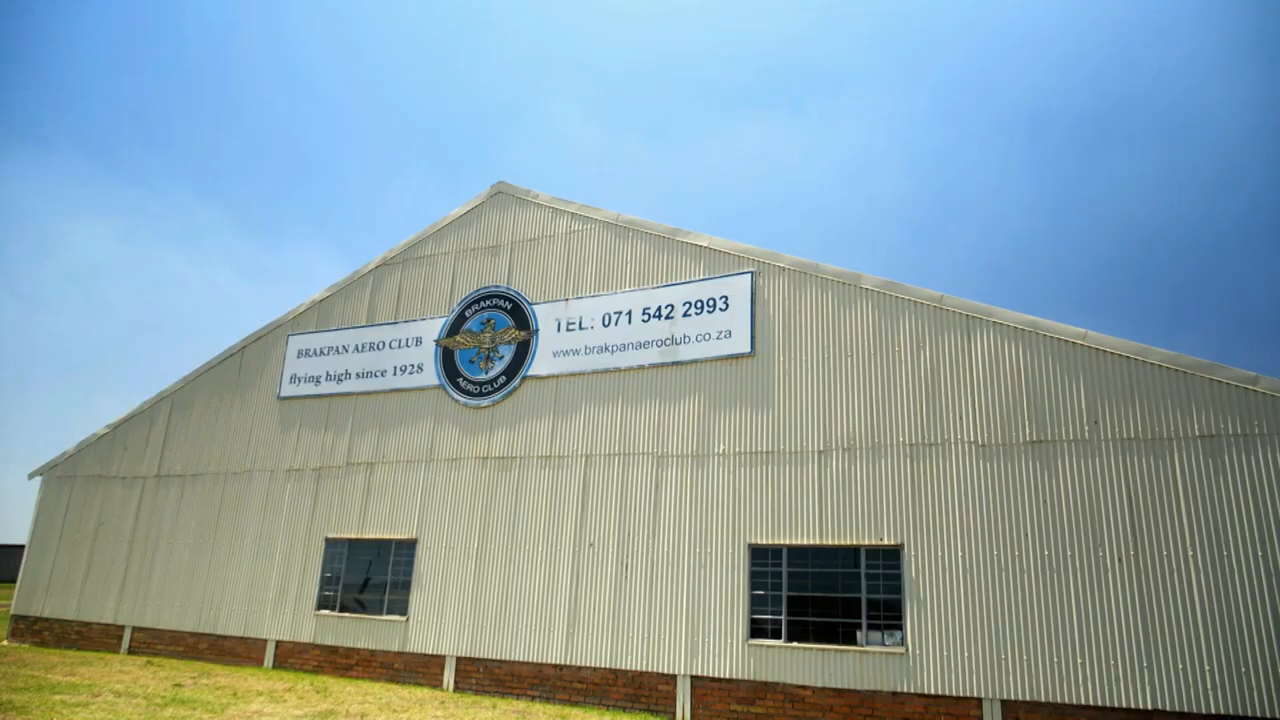 BRAKPAN AERO CLUB
flying high since 1928
BRAKPAN
AERO CLUB
TEL: 071 542 2993
www.brakpanaeroclub.co.za